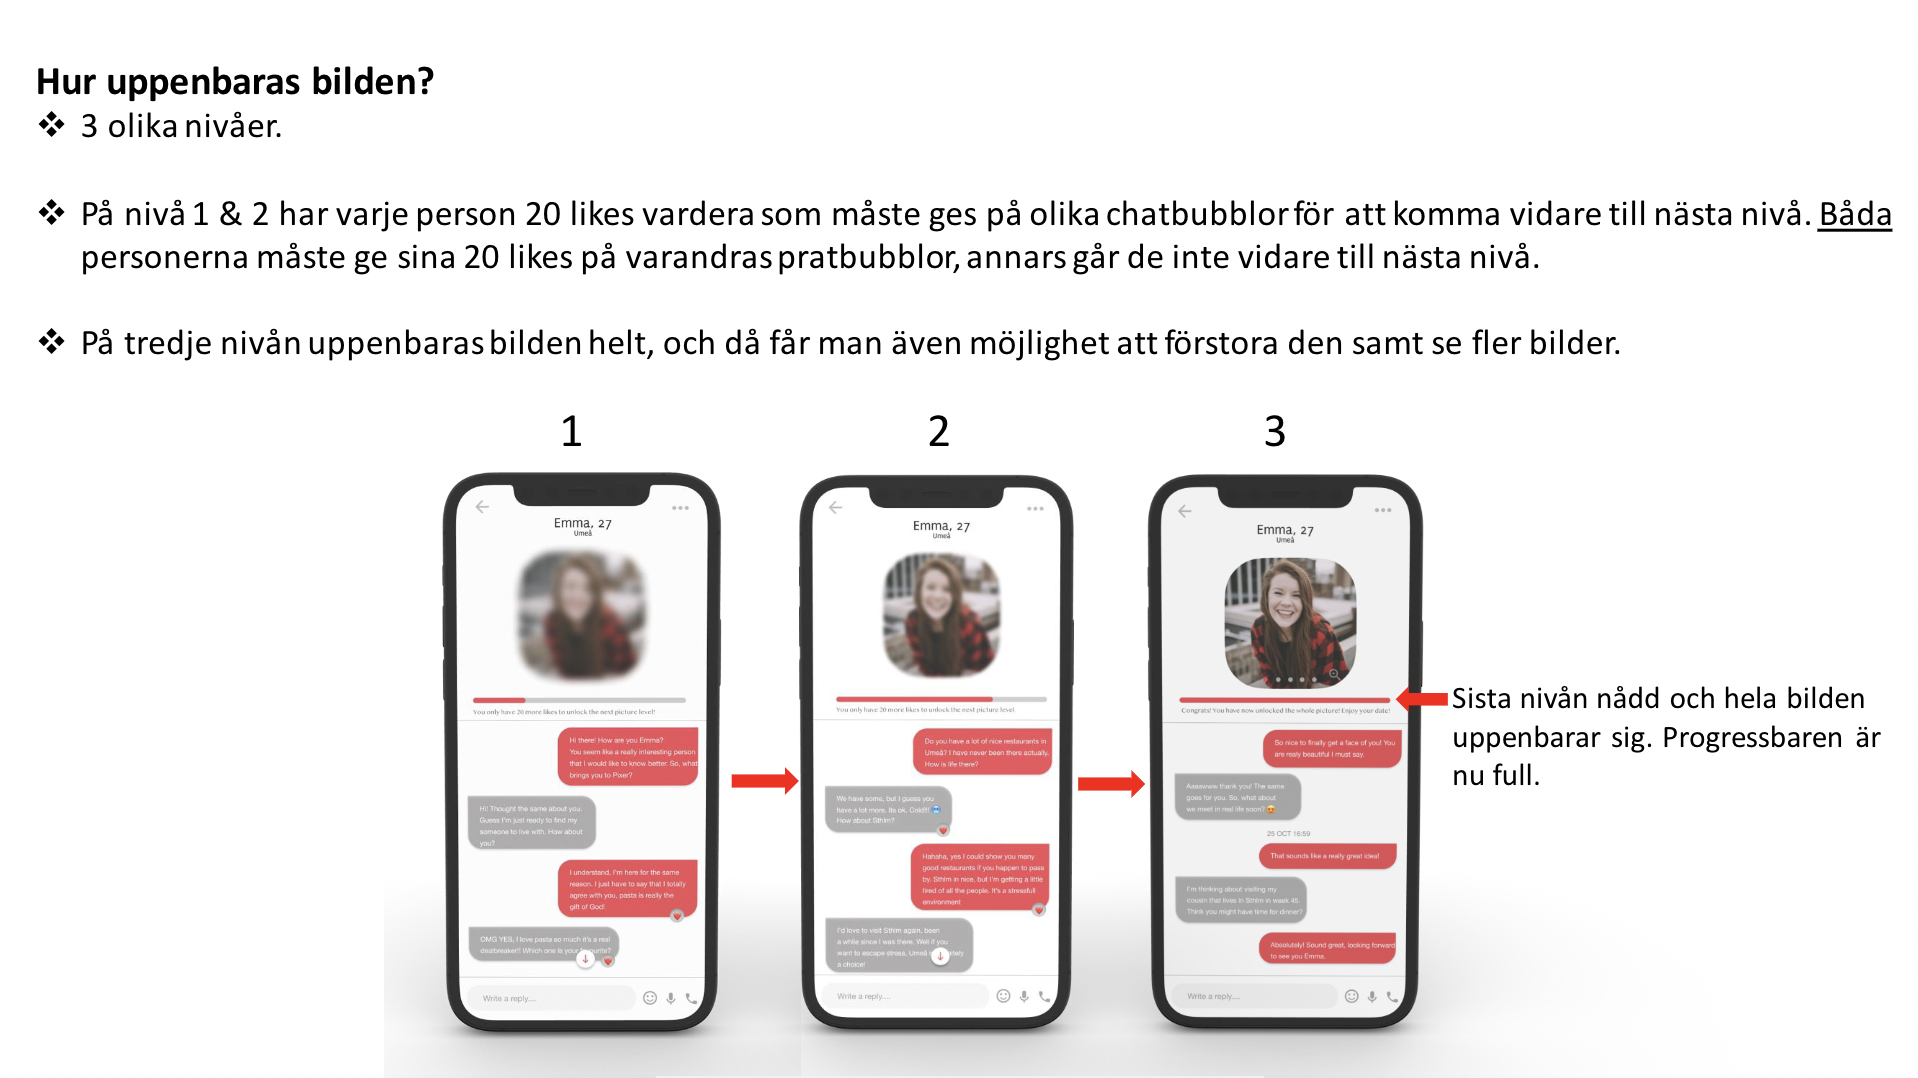 Hur uppenbaras bilden?
❖ 3 olika nivåer.
❖ På nivå 1 & 2 har varje person 20 likes vardera som måste ges på olika chatbubblor för att komma vidare till nästa nivå. Båda
personerna måste ge sina 20 likes på varandras pratbubblor, annars går de inte vidare till nästa nivå.
❖ På tredje nivån uppenbaras bilden helt, och då får man även möjlighet att förstora den samt se fler bilder.
1
Emma, 27
Umeå
You only have 20 more likes to unlock the next picture level!
Hi there! How are you Emma?
You seem like a really interesting person
that I would like to know better. So, what
brings you to Pixer?
Hi! Thought the same about you.
Guess I'm just ready to find my
someone to live with. How about
you?
I understand, I'm here for the same
reason. I just have to say that I totally
agree with you, pasta is really the
gift of God!
OMG YES, I love pasta so much it's a real
dealbreaker!! Which one is your favourite?
Write a reply....
2
Emma, 27
Umeå
You only have 20 more likes to unlock the next picture level.
Do you have a lot of nice restaurants in
Umeå? I have never been there actually.
How is life there?
We have some, but I guess you
have a lot more. Its ok. Cold!!! 🥶
How about Sthlm?
Hahaha, yes I could show you many
good restaurants if you happen to pass
by. Sthlm in nice, but I'm getting a little
tired of all the people. It's a stressfull
environment
I'd love to visit Sthlm again, been
a while since I was there. Well if you
want to escape stress, Umeå
a choice!
Write a reply....
3
Emma, 27
Umeå
Congrats! You have now unlocked the whole picture! Enjoy your date!
So nice to finally get a face of you! You
are realy beautiful I must say.
Aaaawww thank you! The same
goes for you. So, what about
we meet in real life soon? 😍
25 OCT 16:59
That sounds like a really great idea!
I'm thinking about visiting my
cousin that lives in Sthlm in week 45.
Think you might have time for dinner?
Absolutely! Sound great, looking forward
to see you Emma.
Write a reply....
Sista nivån nådd och hela bilden
uppenbarar sig. Progressbaren är
nu full.